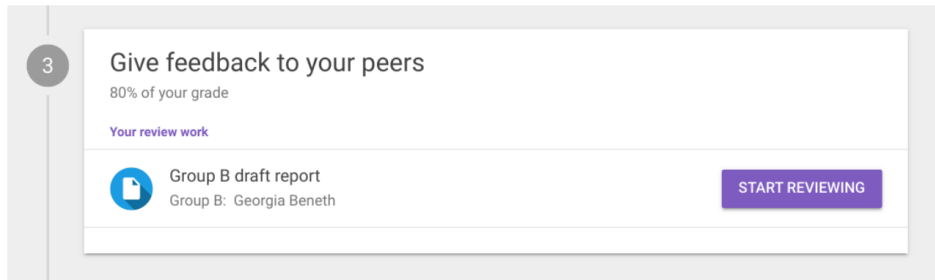 3
Give feedback to your peers
80% of your grade
Your review work
Group B draft report
Group B: Georgia Beneth
START REVIEWING